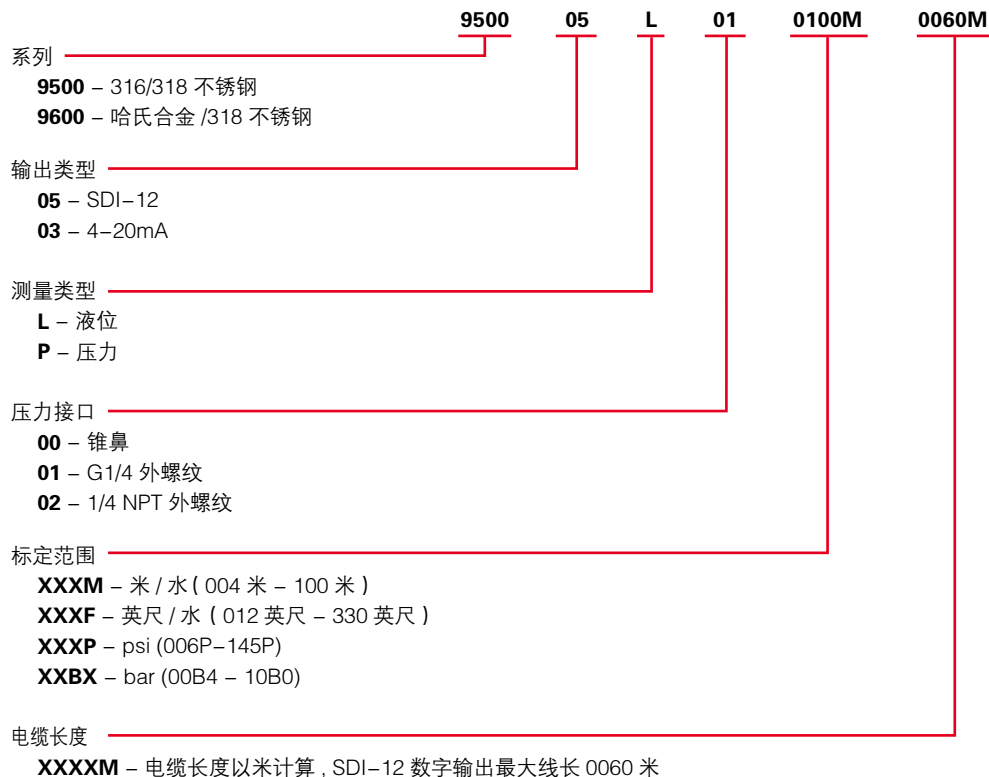 9500 05 L 01 0100M 0060M
系列
9500 – 316/318 不锈钢
9600 – 哈氏合金 /318 不锈钢
输出类型
05 – SDI–12
03 – 4–20mA
测量类型
L – 液位
P – 压力
压力接口
00 – 锥鼻
01 – G1/4 外螺纹
02 – 1/4 NPT 外螺纹
标定范围
XXXM – 米 / 水 ( 004 米 – 100 米 )
XXXF – 英尺 / 水 ( 012 英尺 – 330 英尺 )
XXXP – psi (006P–145P)
XXBX – bar (00B4 – 10B0)
电缆长度
XXXXM – 电缆长度以米计算 , SDI–12 数字输出最大线长 0060 米